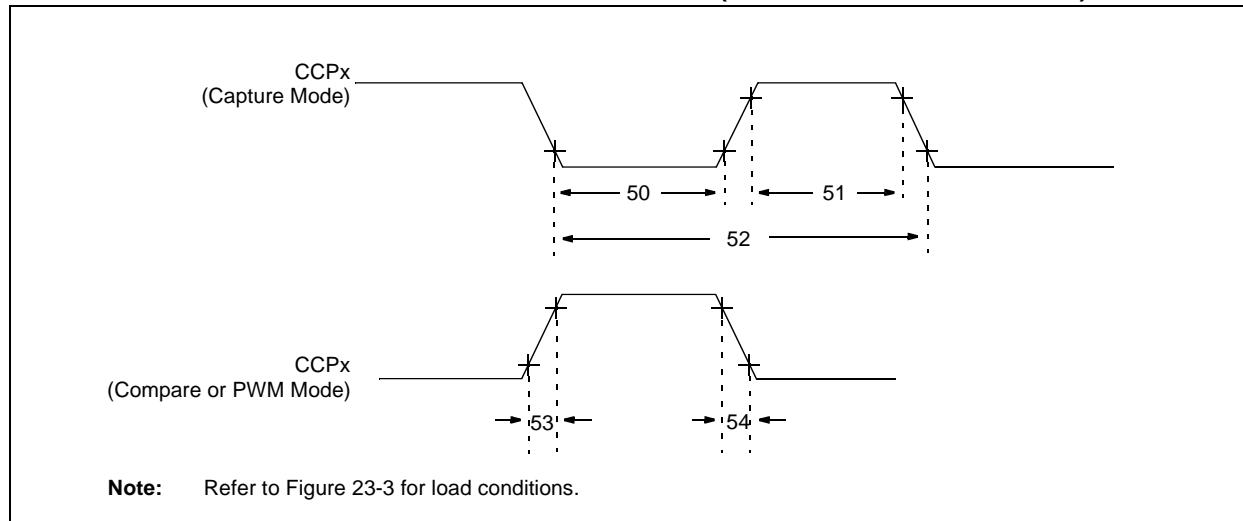 CCPx
(Capture Mode)
50
51
52
CCPx
(Compare or PWM Mode)
53
54
Note: Refer to Figure 23-3 for load conditions.